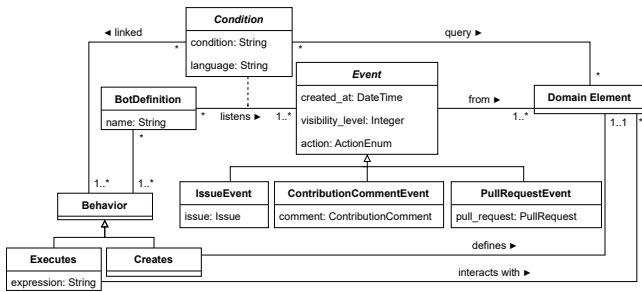 Condition
◄ linked
query ►
*
*
condition: String
language: String
Event
*
created_at: DateTime
BotDefinition
Domain Element
from ►
*
listens ►
1..*
visibility_level: Integer
1..*
1..1
*
name: String
action: ActionEnum
*
1..*
1..*
IssueEvent
ContributionCommentEvent
PullRequestEvent
Behavior
issue: Issue
comment: ContributionComment
pull_request: PullRequest
Executes
Creates
defines ►
expression: String
interacts with ►